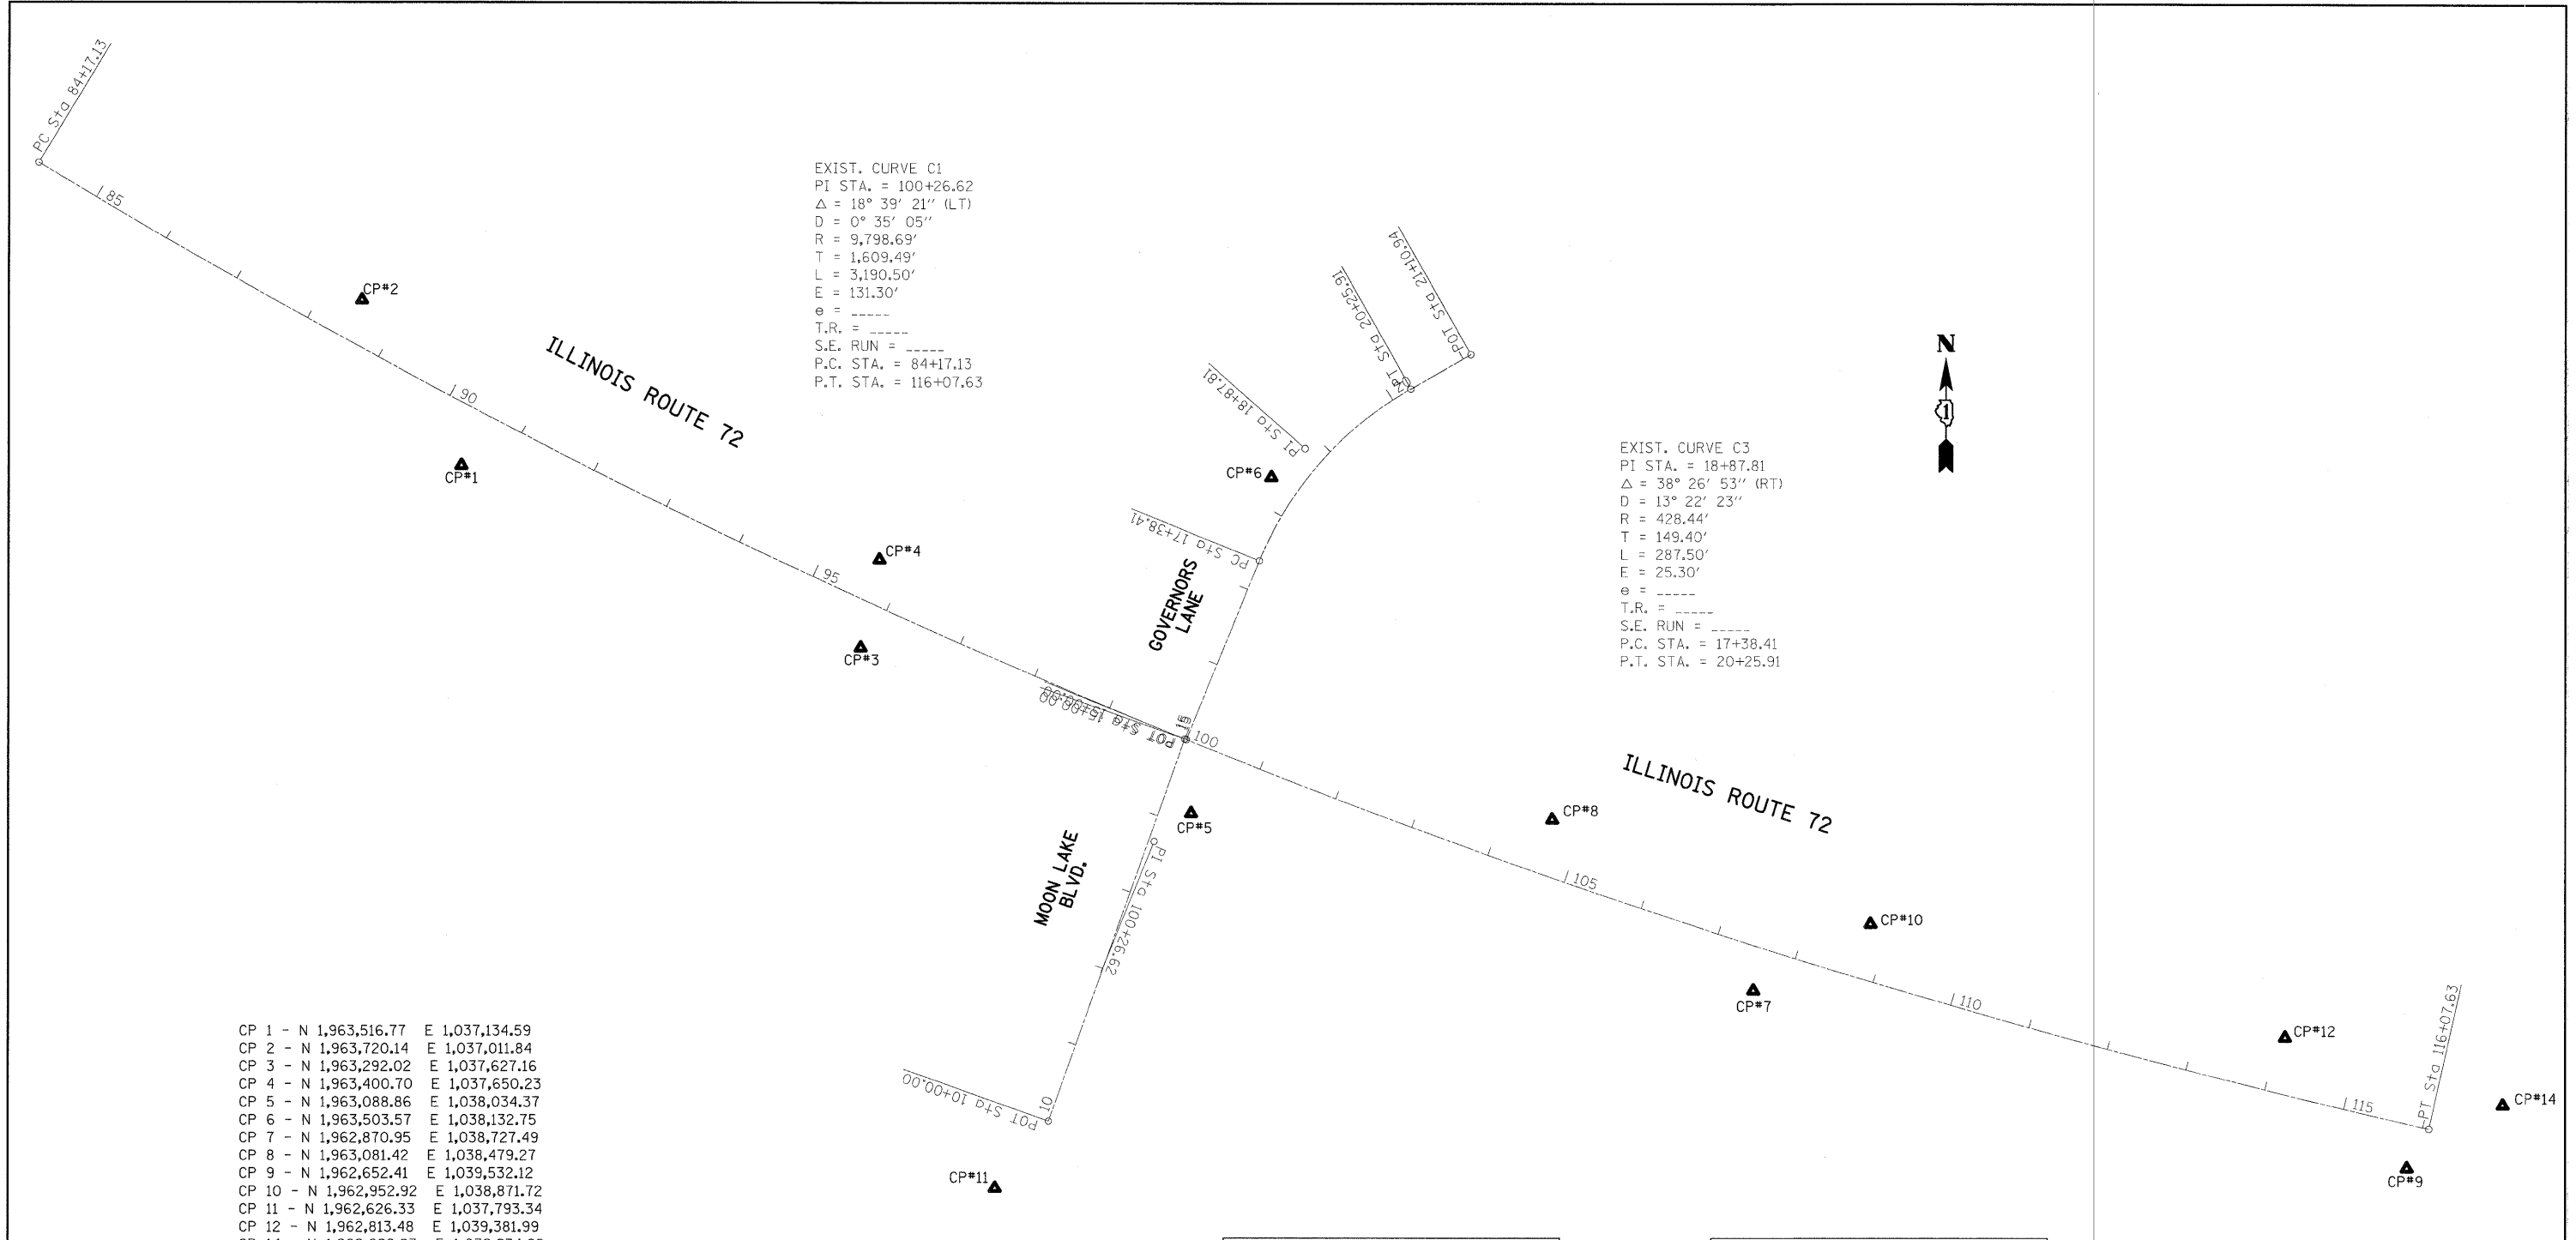 PC Sta 84+17.13
85
CP#2
ILLINOIS ROUTE 72
90
CP#1
EXIST. CURVE C1
PI STA. = 100+26.62
Δ = 18° 39' 21'' (LT)
D = 0° 35' 05''
R = 9,798.69'
T = 1,609.49'
L = 3,190.50'
E = 131.30'
e = _____
T.R. = _____
S.E. RUN = _____
P.C. STA. = 84+17.13
P.T. STA. = 116+07.63
CP#4
95
CP#3
POT Sta 21+10.94
PT Sta 20+25.91
20
PI Sta 18+87.81
CP#6
PC Sta 17+38.41
GOVERNORS
LANE
N
1
EXIST. CURVE C3
PI STA. = 18+87.81
Δ = 38° 26' 53'' (RT)
D = 13° 22' 23''
R = 428.44'
T = 149.40'
L = 287.50'
E = 25.30'
e = _____
T.R. = _____
S.E. RUN = _____
P.C. STA. = 17+38.41
P.T. STA. = 20+25.91
POT Sta 15+00.00
15
100
CP#5
ILLINOIS ROUTE 72
CP#8
105
MOON LAKE
BLVD.
PI Sta 100+26.62
CP#10
CP#7
110
CP#12
PT Sta 116+07.63
115
CP#14
CP#9
POT Sta 10+00.00
10
CP#11
CP 1 - N 1,963,516.77 E 1,037,134.59
CP 2 - N 1,963,720.14 E 1,037,011.84
CP 3 - N 1,963,292.02 E 1,037,627.16
CP 4 - N 1,963,400.70 E 1,037,650.23
CP 5 - N 1,963,088.86 E 1,038,034.37
CP 6 - N 1,963,503.57 E 1,038,132.75
CP 7 - N 1,962,870.95 E 1,038,727.49
CP 8 - N 1,963,081.42 E 1,038,479.27
CP 9 - N 1,962,652.41 E 1,039,532.12
CP 10 - N 1,962,952.92 E 1,038,871.72
CP 11 - N 1,962,626.33 E 1,037,793.34
CP 12 - N 1,962,813.48 E 1,039,381.99